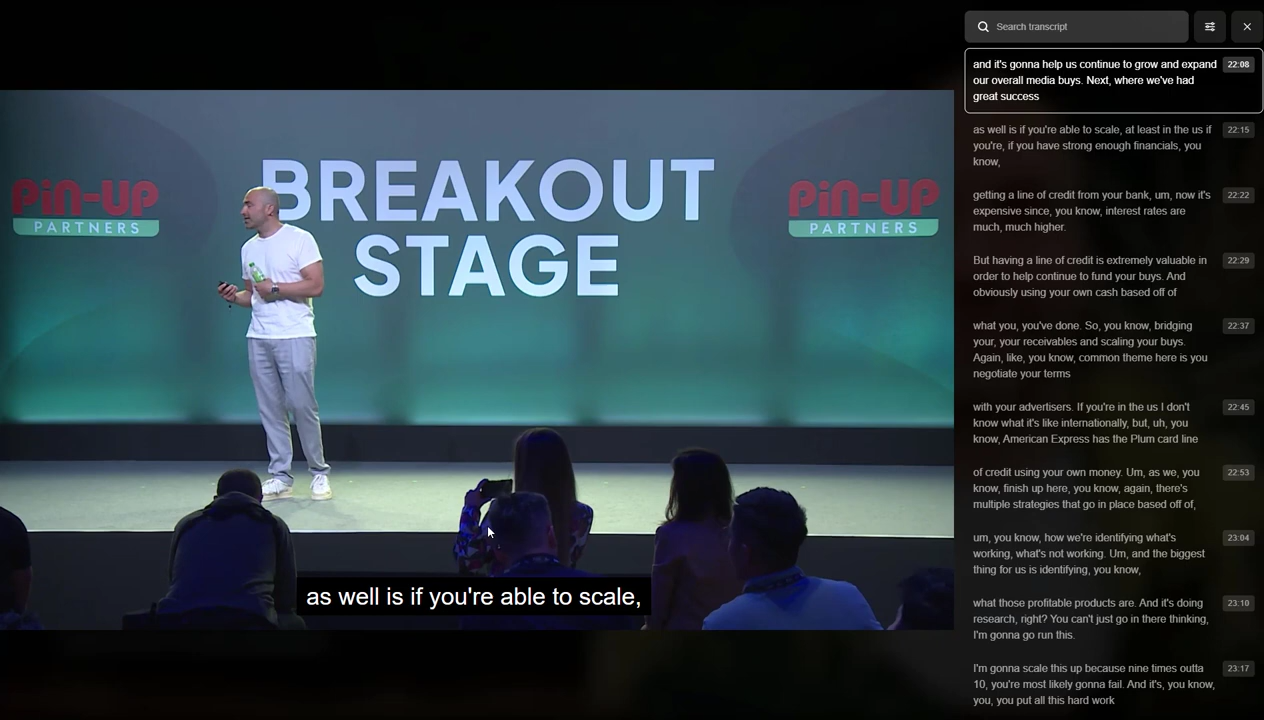 Search transcript
and it's gonna help us continue to grow and expand
22:08
our overall media buys. Next, where we've had
great success
as well is if you're able to scale, at least in the us if
22:15
you're, if you have strong enough financials, you
know,
getting a line of credit from your bank, um, now it's
22:22
expensive since, you know, interest rates are
much, much higher.
But having a line of credit is extremely valuable in
22:29
order to help continue to fund your buys. And
obviously using your own cash based off of
what you, you've done. So, you know, bridging
22:37
your, your receivables and scaling your buys.
Again, like, you know, common theme here is you
negotiate your terms
with your advertisers. If you're in the us I don't
22:45
know what it's like internationally, but, uh, you
know, American Express has the Plum card line
of credit using your own money. Um, as we, you
22:53
know, finish up here, you know, again, there's
multiple strategies that go in place based off of,
um, you know, how we're identifying what's
23:04
working, what's not working. Um, and the biggest
thing for us is identifying, you know,
what those profitable products are. And it's doing
23:10
research, right? You can't just go in there thinking,
I'm gonna go run this.
I'm gonna scale this up because nine times outta
23:17
10, you're most likely gonna fail. And it's, you know,
you, you put all this hard work
BREAKOUT
STAGE
PIN-UP
PARTNERS
PIN-UP
PARTNERS
as well is if you're able to scale,